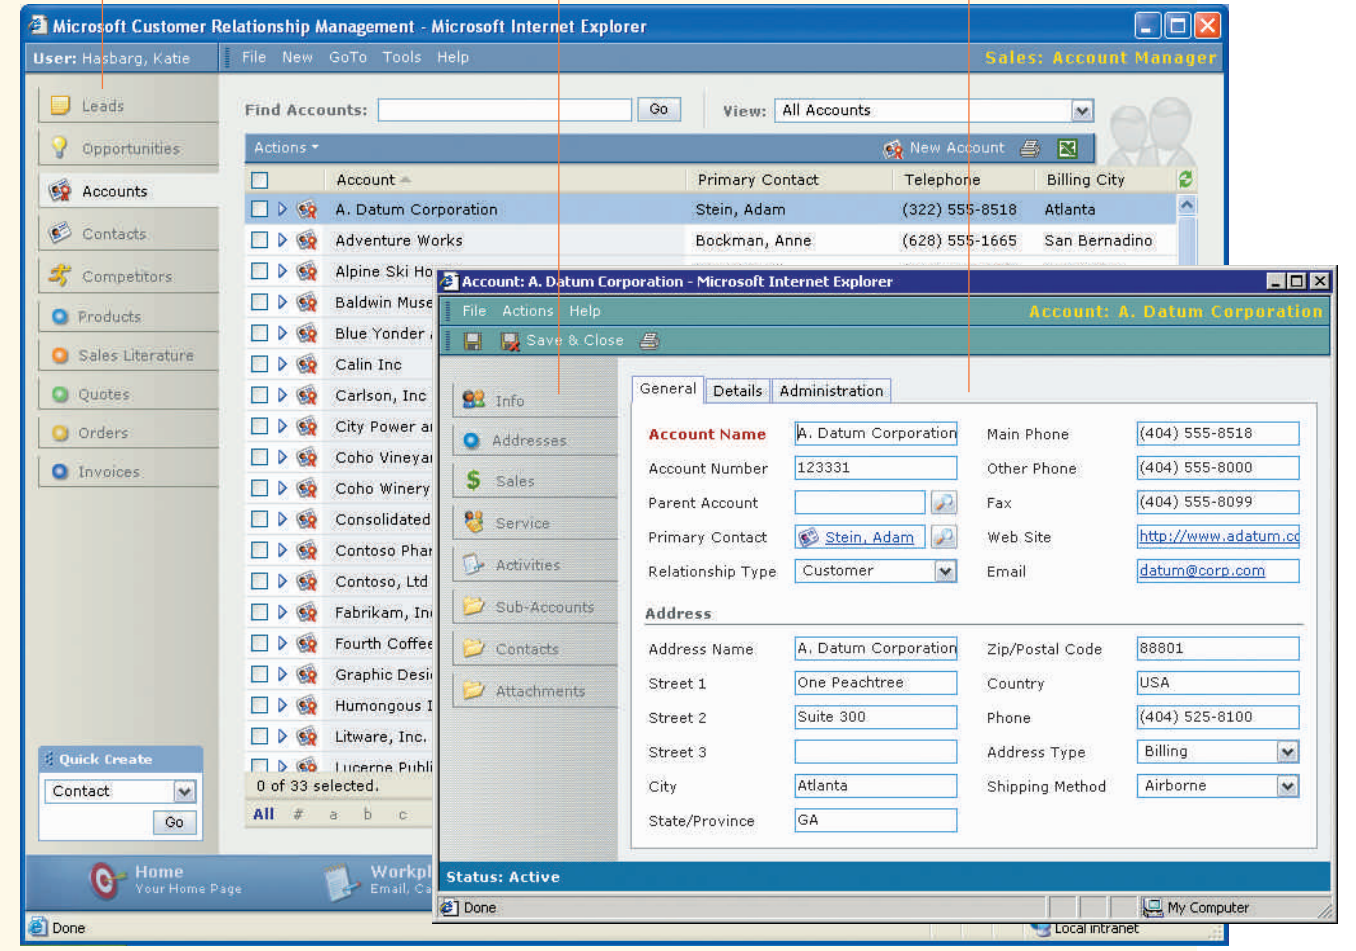 Microsoft Customer Relationship Management - Microsoft Internet Explorer
User: Hasbarg, Katie
File New GoTo Tools Help
Sales: Account Manager
Leads
Opportunities
Accounts
Contacts
Competitors
Products
Sales Literature
Quotes
Orders
Invoices
Quick Create
Contact
Go
Find Accounts:
Go
View: All Accounts
Actions
New Account
Account Primary Contact Telephone Billing City
A. Datum Corporation Stein, Adam (322) 555-8518 Atlanta
Adventure Works Bockman, Anne (628) 555-1665 San Bernadino
Alpine Ski Ho
Baldwin Muse
Blue Yonder
Calin Inc
Carlson, Inc
City Power a
Coho Vineya
Coho Winery
Consolidated
Contoso Phar
Contoso, Ltd
Fabrikam, In
Fourth Coffee
Graphic Desi
Humongous I
Litware, Inc.
Lucerne Publi
0 of 33 selected.
All # a b c
Home
Your Home Page
Workpl
Email, Ca
Done
Local intranet
Account: A. Datum Corporation - Microsoft Internet Explorer
File Actions Help
Account: A. Datum Corporation
Save & Close
Info
Addresses
Sales
Service
Activities
Sub-Accounts
Contacts
Attachments
General Details Administration
Account Name A. Datum Corporation Main Phone (404) 555-8518
Account Number 123331 Other Phone (404) 555-8000
Parent Account Fax (404) 555-8099
Primary Contact Stein, Adam Web Site http://www.adatum.co
Relationship Type Customer Email datum@corp.com
Address
Address Name A. Datum Corporation Zip/Postal Code 88801
Street 1 One Peachtree Country USA
Street 2 Suite 300 Phone (404) 525-8100
Street 3 Address Type Billing
City Atlanta Shipping Method Airborne
State/Province GA
Status: Active
Done
My Computer